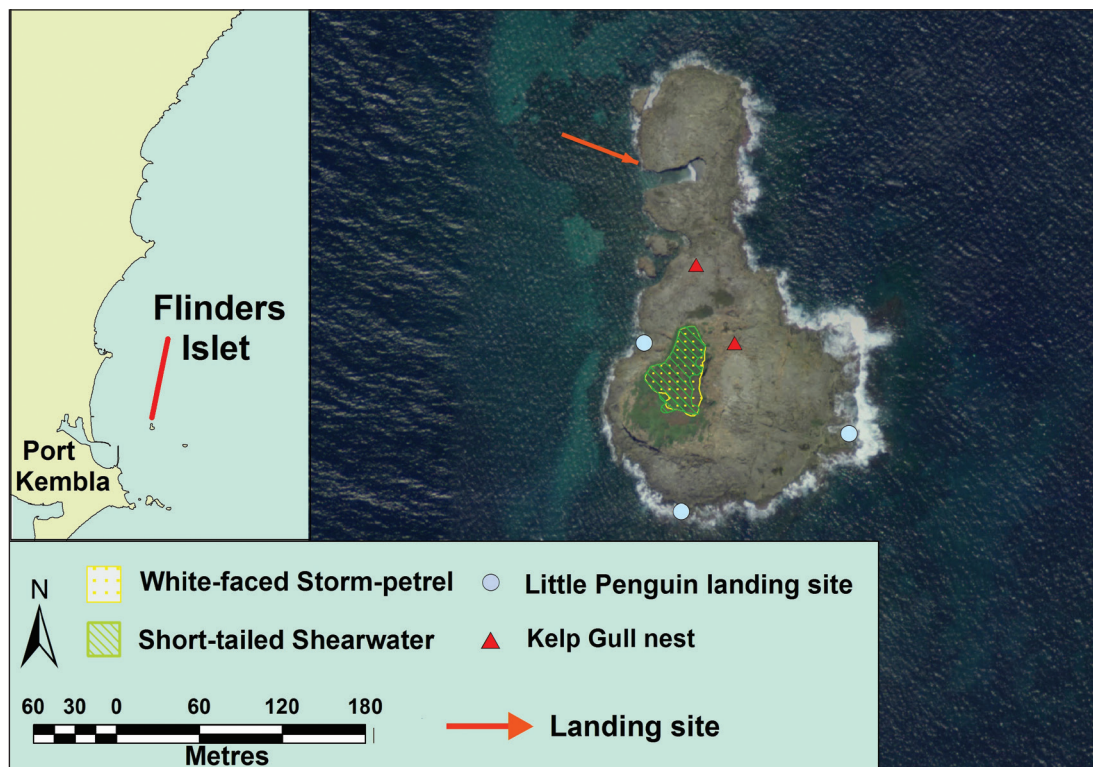 Flinders
Islet
Port
Kembla
N
White-faced Storm-petrel
Short-tailed Shearwater
Little Penguin landing site
Kelp Gull nest
60 30 0 60 120 180
Metres
Landing site